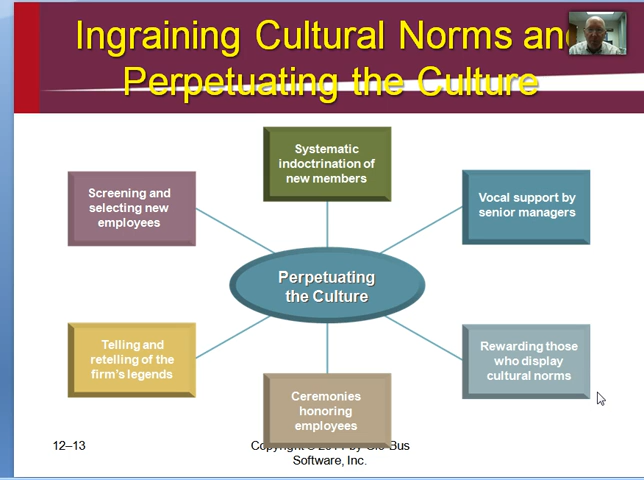 Ingraining Cultural Norms and
Perpetuating the Culture
Systematic
indoctrination of
new members
Screening and
selecting new
employees
Vocal support by
senior managers
Perpetuating
the Culture
Telling and
retelling of the
firm's legends
Rewarding those
who display
cultural norms
Ceremonies
honoring
employees
12–13
by Glo-Bus
Software, Inc.